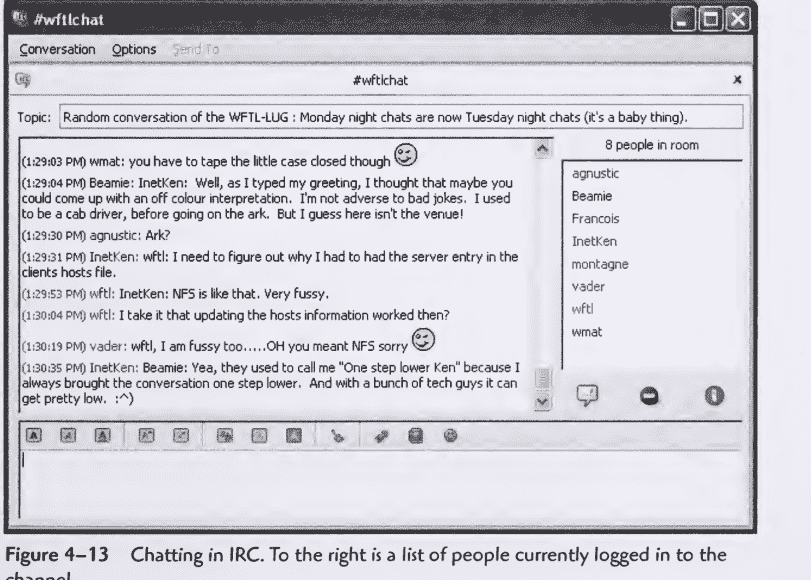 #wftlchat
Conversation Options Send To
#wftlchat
Topic: Random conversation of the WFTL-LUG : Monday night chats are now Tuesday night chats (it's a baby thing).
(1:29:03 PM) wmat: you have to tape the little case closed though
(1:29:04 PM) Beamie: InetKen: Well, as I typed my greeting, I thought that maybe you
could come up with an off colour interpretation. I'm not adverse to bad jokes. I used
to be a cab driver, before going on the ark. But I guess here isn't the venue!
(1:29:30 PM) agnustic: Ark?
(1:29:31 PM) InetKen: wftl: I need to figure out why I had to had the server entry in the
clients hosts file.
(1:29:53 PM) wftl: InetKen: NFS is like that. Very fussy.
(1:30:04 PM) wftl: I take it that updating the hosts information worked then?
(1:30:19 PM) vader: wftl, I am fussy too.....OH you meant NFS sorry
(1:30:35 PM) InetKen: Beamie: Yea, they used to call me "One step lower Ken" because I
always brought the conversation one step lower. And with a bunch of tech guys it can
get pretty low. :^)
8 people in room
agnustic
Beamie
Francois
InetKen
montagne
vader
wftl
wmat
Figure 4–13 Chatting in IRC. To the right is a list of people currently logged in to the
channel